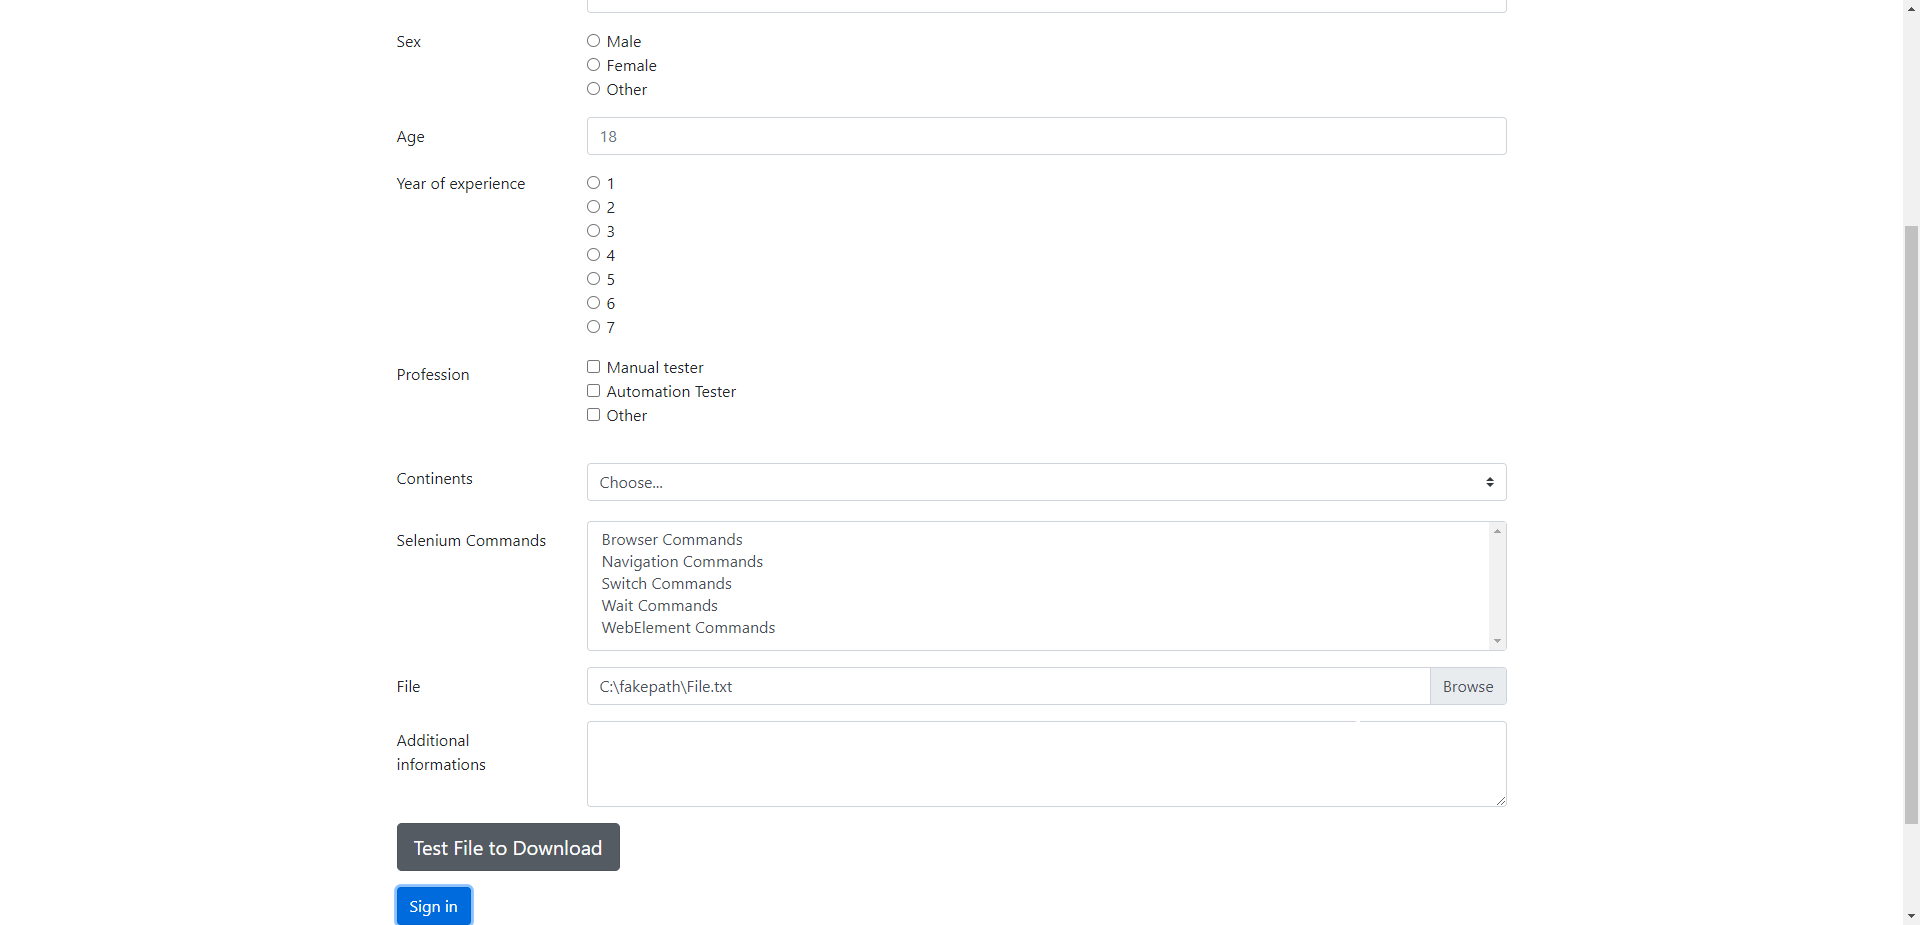 Sex
Male
Female
Other
Age
18
Year of experience
1
2
3
4
5
6
7
Profession
Manual tester
Automation Tester
Other
Continents
Choose...
Selenium Commands
Browser Commands
Navigation Commands
Switch Commands
Wait Commands
WebElement Commands
File
C:\fakepath\File.txt
Browse
Additional
informations
Test File to Download
Sign in